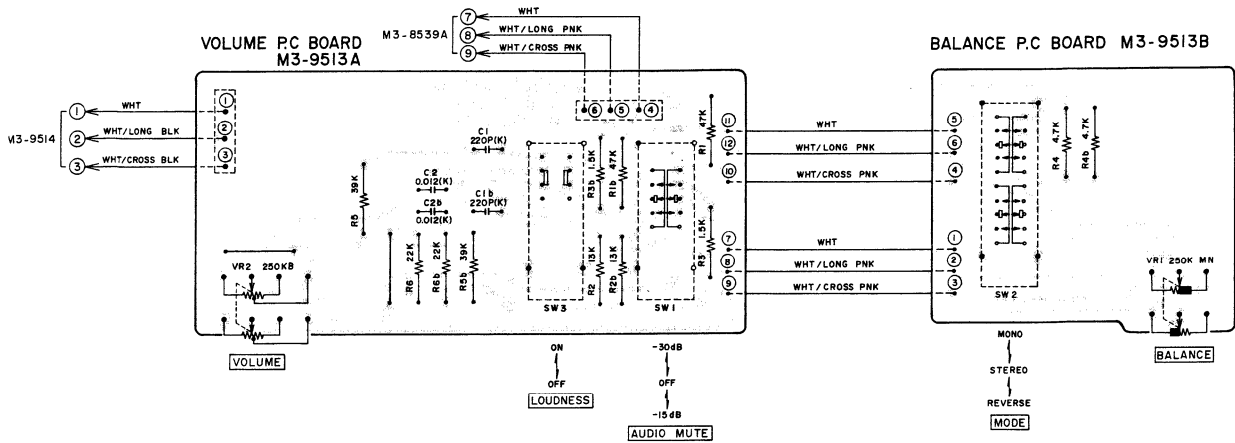 VOLUME P.C BOARD
M3-9513A
M3-8539A
7 WHT
8 WHT/LONG PNK
9 WHT/CROSS PNK
BALANCE P.C BOARD M3-9513B
M3-9514
1 WHT 1
2 WHT/LONG BLK 2
3 WHT/CROSS BLK 3
6 5 4
C1
220P(K)
C2
0.012(K)
C2b
0.012(K)
C1b
220P(K)
R5 39K
R6 22K
R6b 22K
R5b 39K
R3b 1.5K
R1b 47K
R1 47K
R2 13K
R2b 13K
R3 1.5K
SW3
SW1
VR2 250KB
VOLUME
ON
OFF
LOUDNESS
-30dB
OFF
-15dB
AUDIO MUTE
11 WHT 5
12 WHT/LONG PNK 6
10 WHT/CROSS PNK 4
7 WHT 1
8 WHT/LONG PNK 2
9 WHT/CROSS PNK 3
R4 4.7K
R4b 4.7K
SW2
VR1 250K MN
BALANCE
MONO
STEREO
REVERSE
MODE